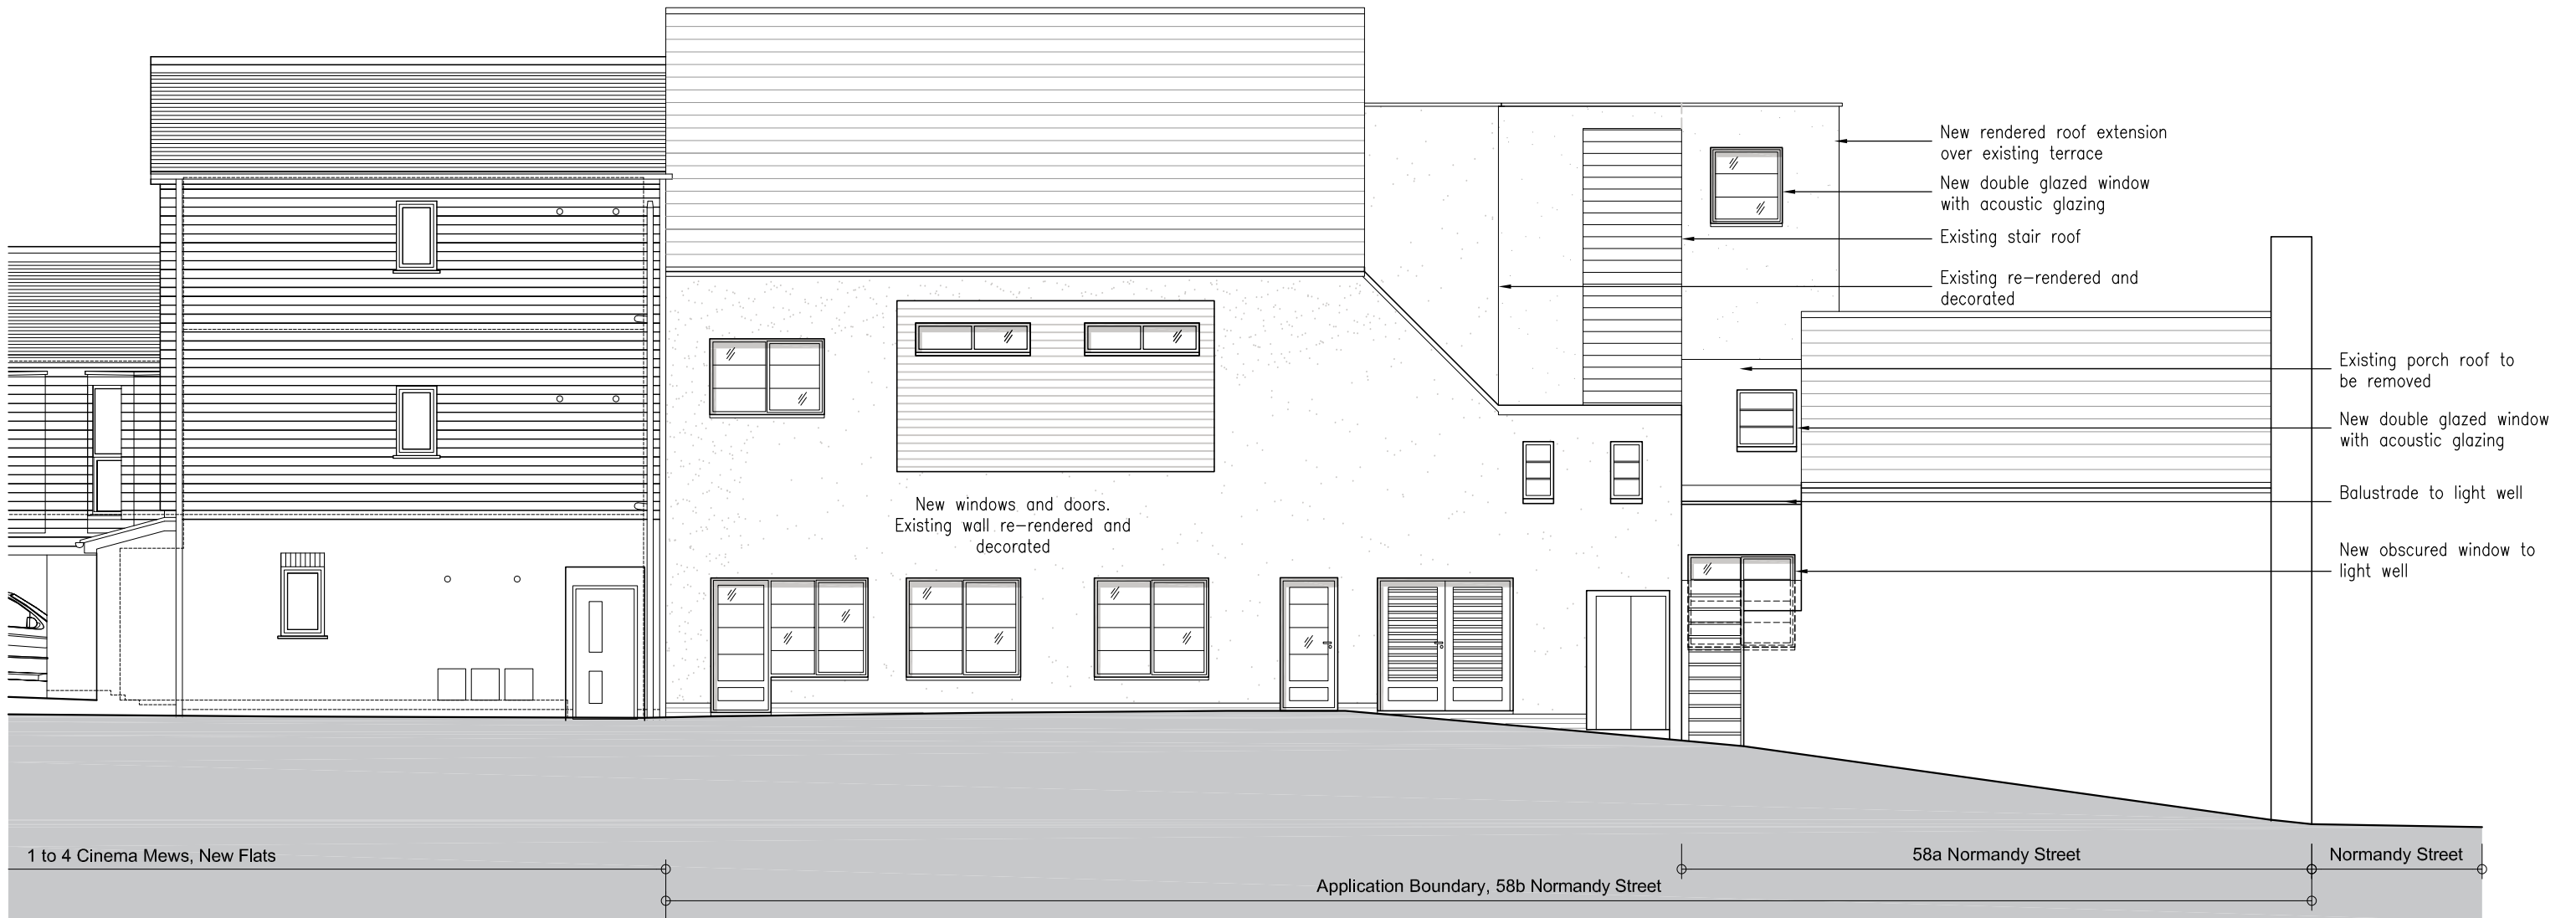 New rendered roof extension
over existing terrace
New double glazed window
with acoustic glazing
Existing stair roof
Existing re-rendered and
decorated
Existing porch roof to
be removed
New double glazed window
with acoustic glazing
Balustrade to light well
New obscured window to
light well
New windows and doors.
Existing wall re-rendered and
decorated
1 to 4 Cinema Mews, New Flats
58a Normandy Street
Normandy Street
Application Boundary, 58b Normandy Street